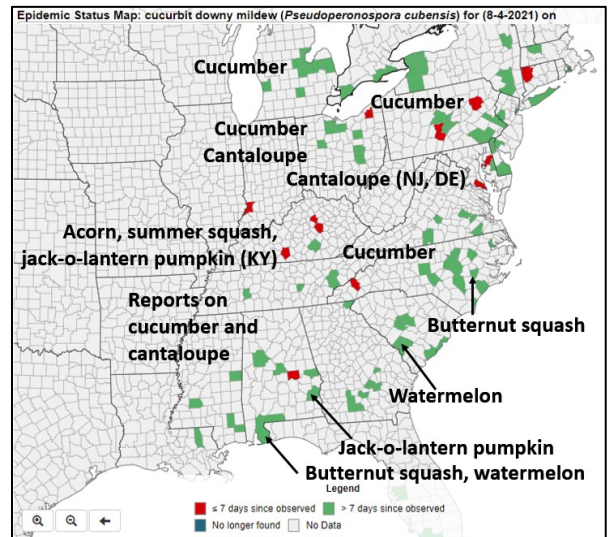 Epidemic Status Map: cucurbit downy mildew (Pseudoperonospora cubensis) for (8-4-2021) on
Cucumber
Cucumber
Cucumber
Cantaloupe
Cantaloupe (NJ, DE)
Acorn, summer squash,
jack-o-lantern pumpkin (KY)
Cucumber
Reports on
cucumber and
cantaloupe
Butternut squash
Watermelon
Jack-o-lantern pumpkin
Butternut squash, watermelon
Legend
≤ 7 days since observed
> 7 days since observed
No longer found
No Data